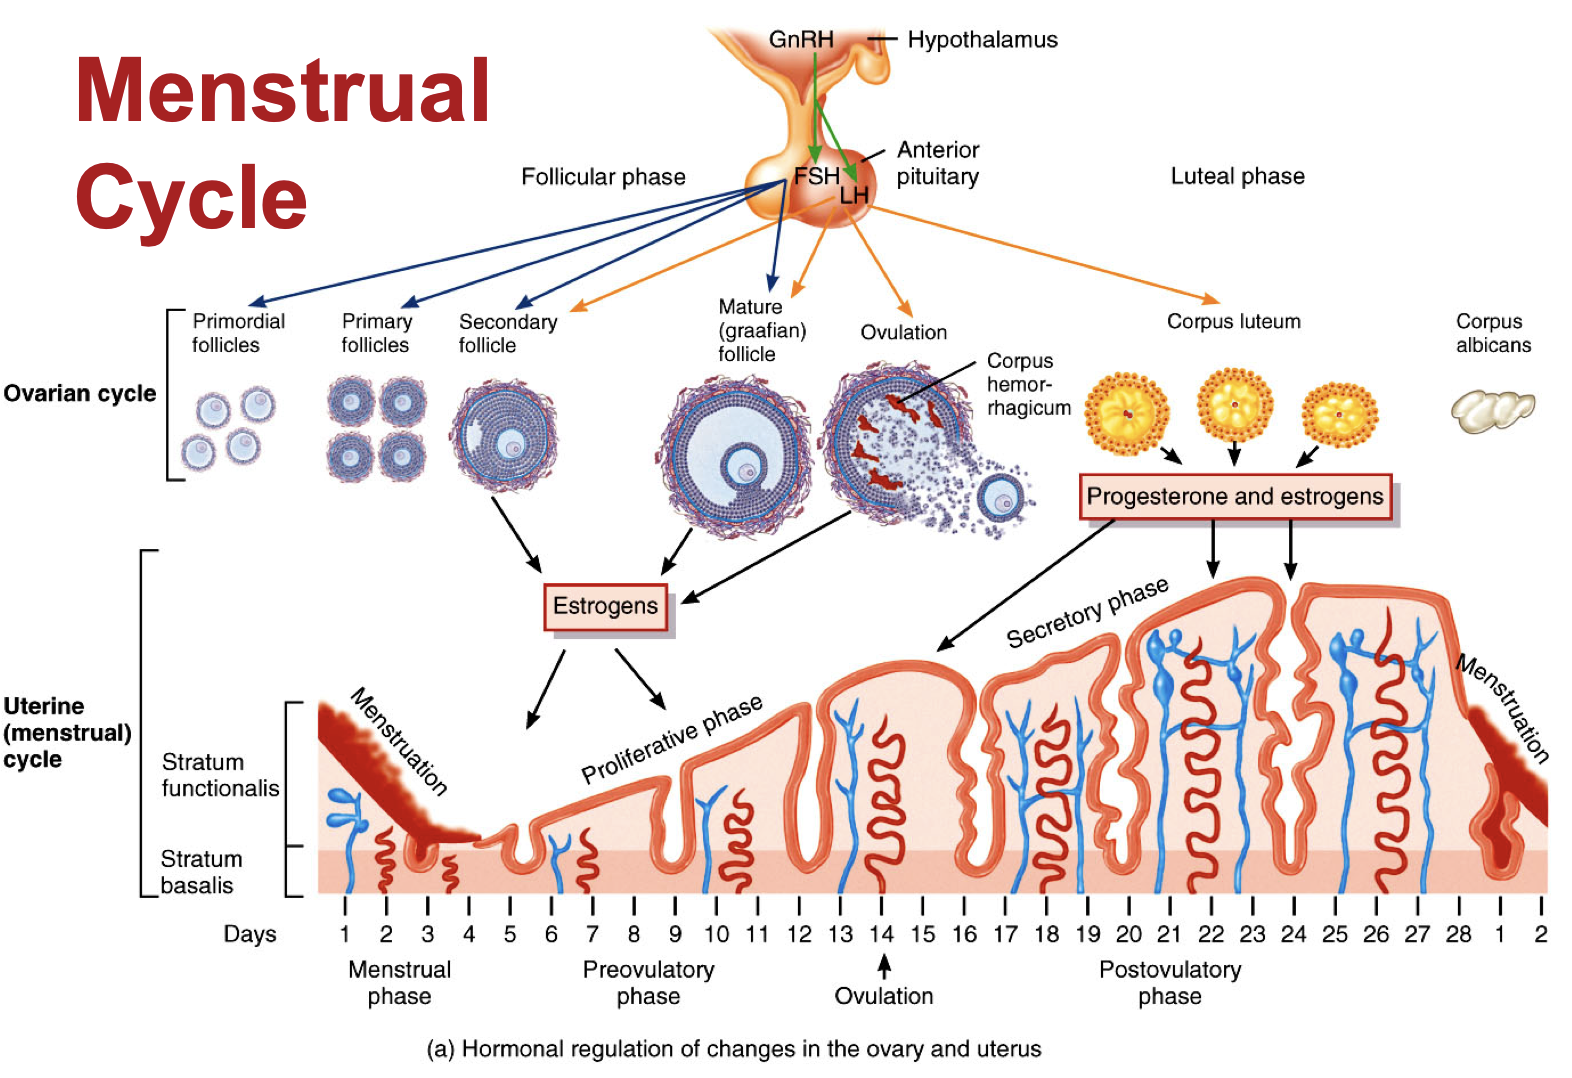 Menstrual
Cycle
GnRH
Hypothalamus
Anterior
pituitary
FSH
LH
Follicular phase
Luteal phase
Ovarian cycle
Primordial
follicles
Primary
follicles
Secondary
follicle
Mature
(graafian)
follicle
Ovulation
Corpus
hemor-
rhagicum
Corpus luteum
Corpus
albicans
Progesterone and estrogens
Estrogens
Uterine
(menstrual)
cycle
Stratum
functionalis
Stratum
basalis
Menstruation
Proliferative phase
Secretory phase
Menstruation
Days 1 2 3 4 5 6 7 8 9 10 11 12 13 14 15 16 17 18 19 20 21 22 23 24 25 26 27 28 1 2
Menstrual
phase
Preovulatory
phase
Ovulation
Postovulatory
phase
(a) Hormonal regulation of changes in the ovary and uterus